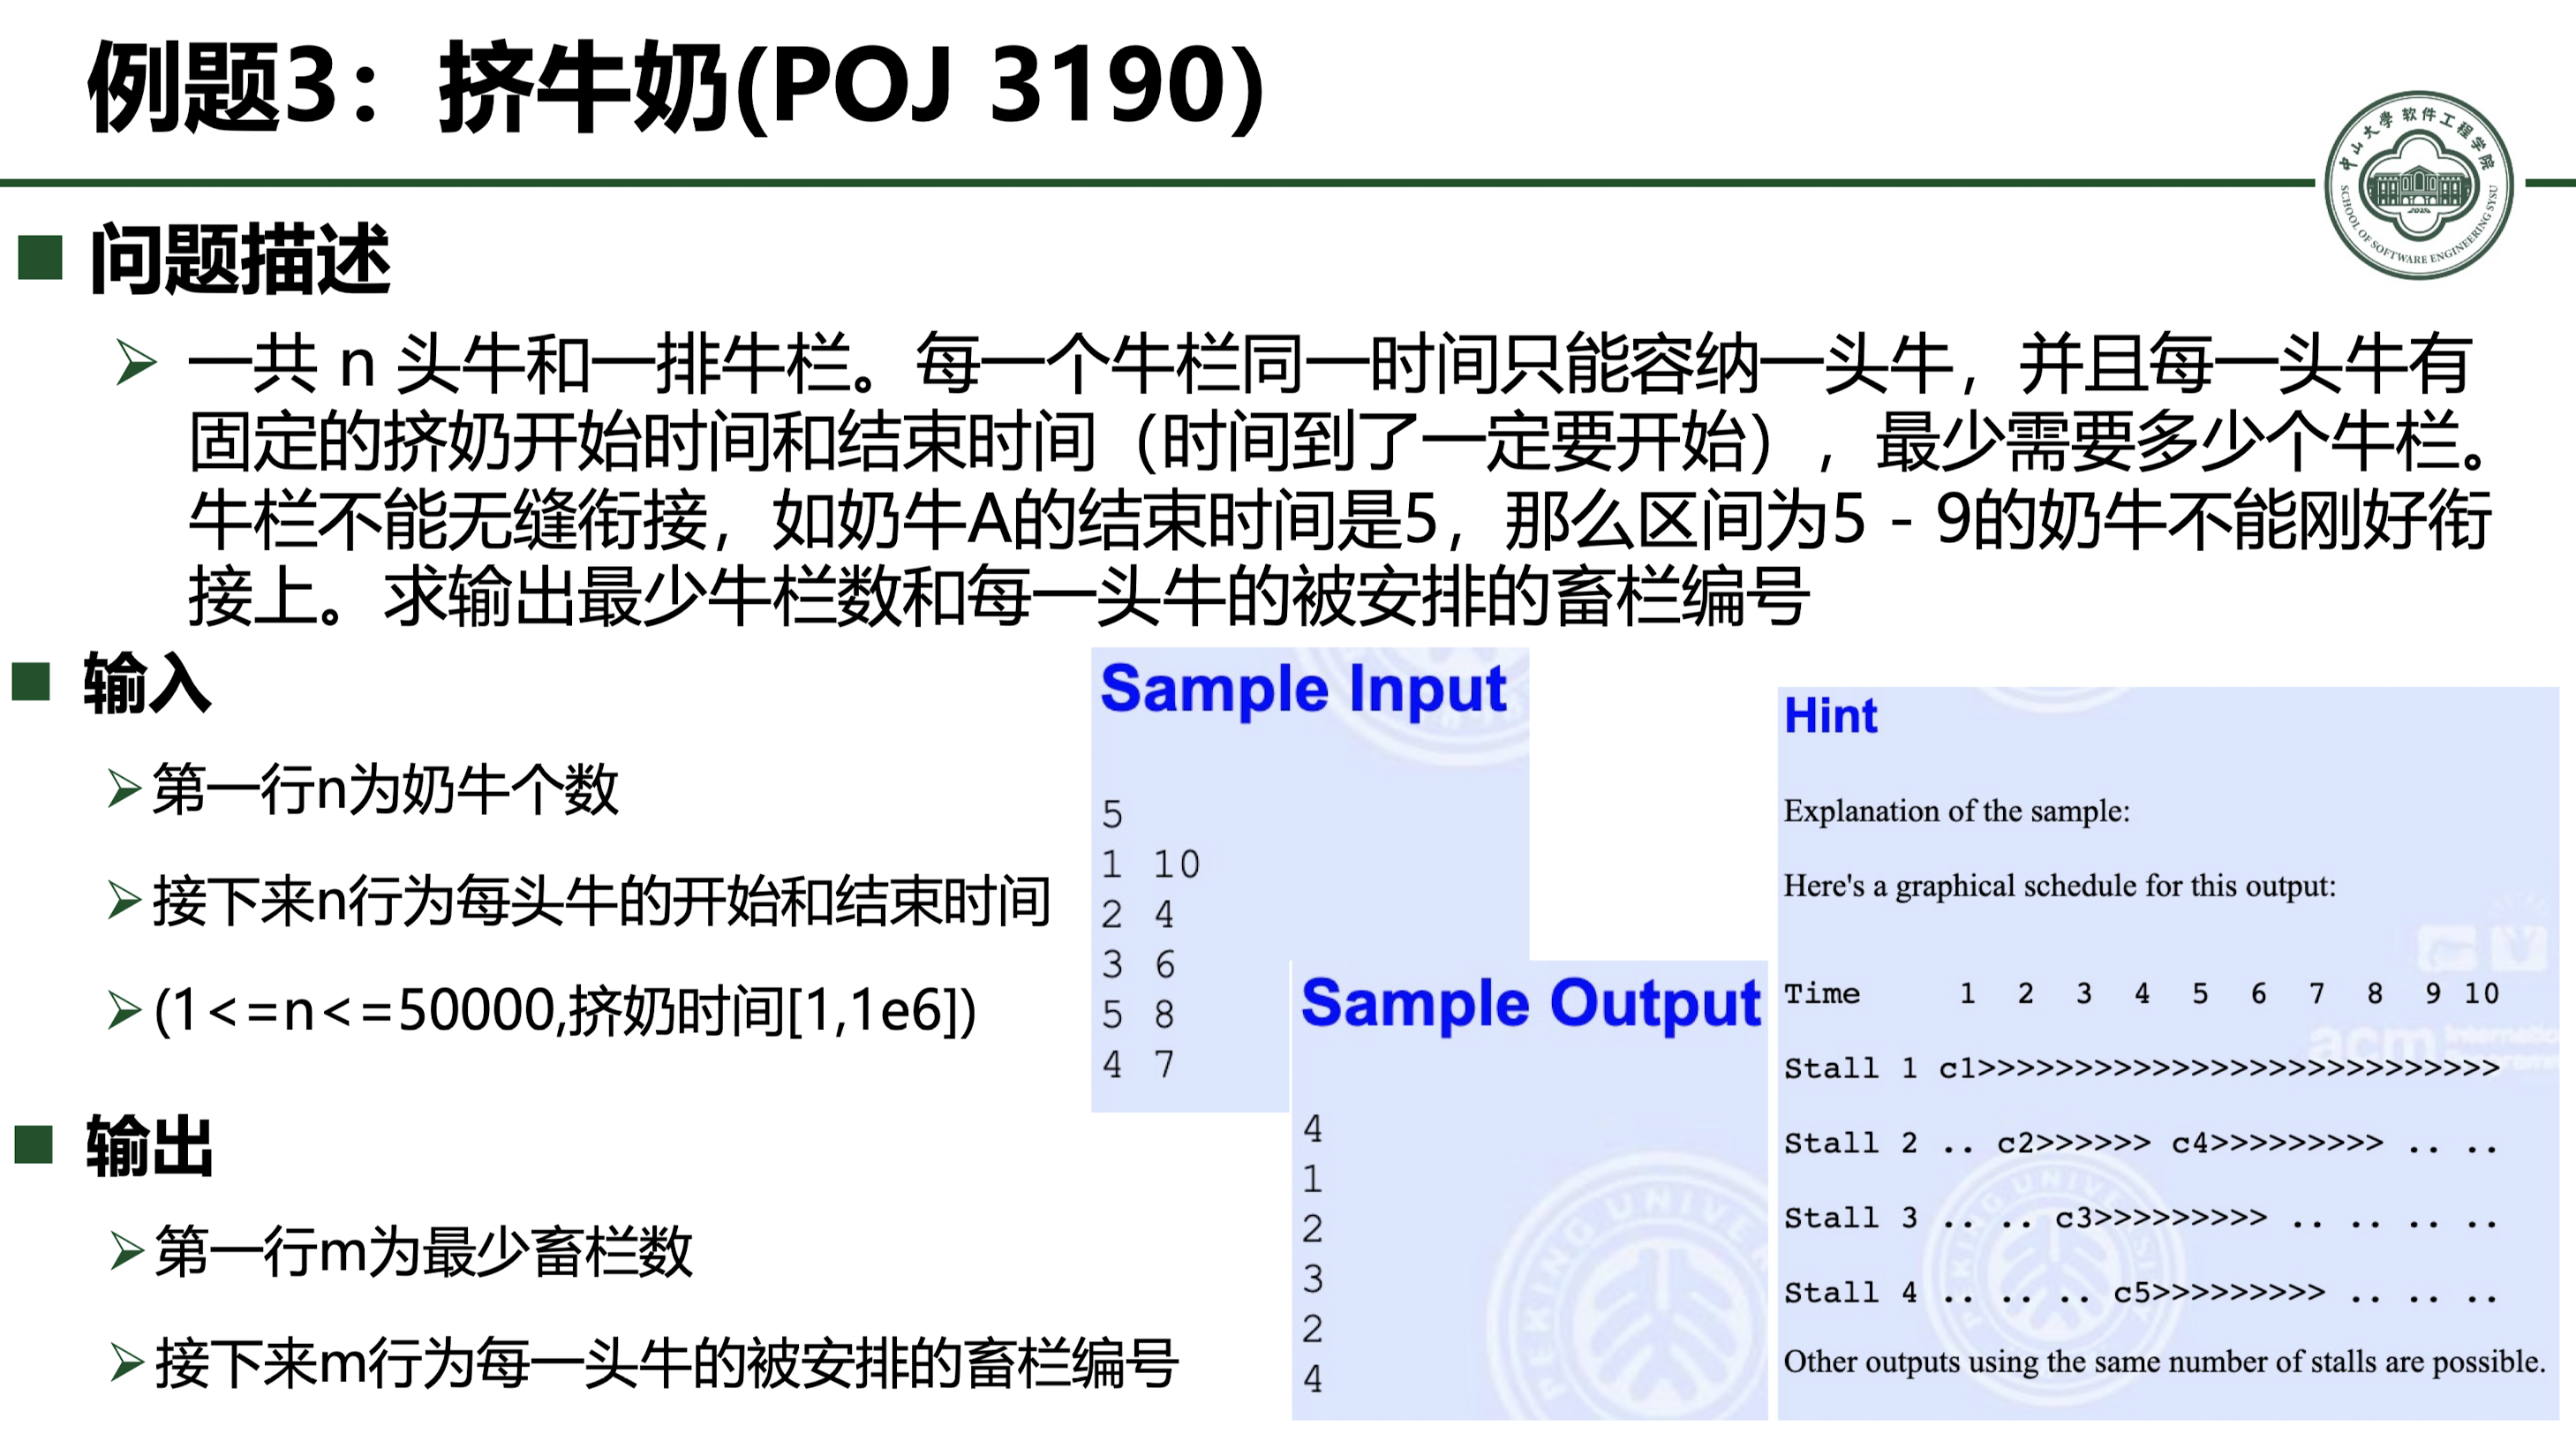 例题3：挤牛奶(POJ 3190)
中山大学软件工程学院
SCHOOL OF SOFTWARE ENGINEERING SYSU
问题描述
一共 n 头牛和一排牛栏。每一个牛栏同一时间只能容纳一头牛，并且每一头牛有
固定的挤奶开始时间和结束时间（时间到了一定要开始），最少需要多少个牛栏。
牛栏不能无缝衔接，如奶牛A的结束时间是5，那么区间为5 - 9的奶牛不能刚好衔
接上。求输出最少牛栏数和每一头牛的被安排的畜栏编号
输入
第一行n为奶牛个数
接下来n行为每头牛的开始和结束时间
(1<=n<=50000,挤奶时间[1,1e6])
输出
第一行m为最少畜栏数
接下来m行为每一头牛的被安排的畜栏编号
Sample Input
5
1 10
2 4
3 6
5 8
4 7
Sample Output
4
1
2
3
2
4
Hint
Explanation of the sample:
Here's a graphical schedule for this output:
Time 1 2 3 4 5 6 7 8 9 10
Stall 1 c1>>>>>>>>>>>>>>>>>>>>>>>>>>>
Stall 2 .. c2>>>>>> c4>>>>>>>>> .. ..
Stall 3 .. .. c3>>>>>>>>> .. .. .. ..
Stall 4 .. .. .. c5>>>>>>>>> .. .. ..
Other outputs using the same number of stalls are possible.